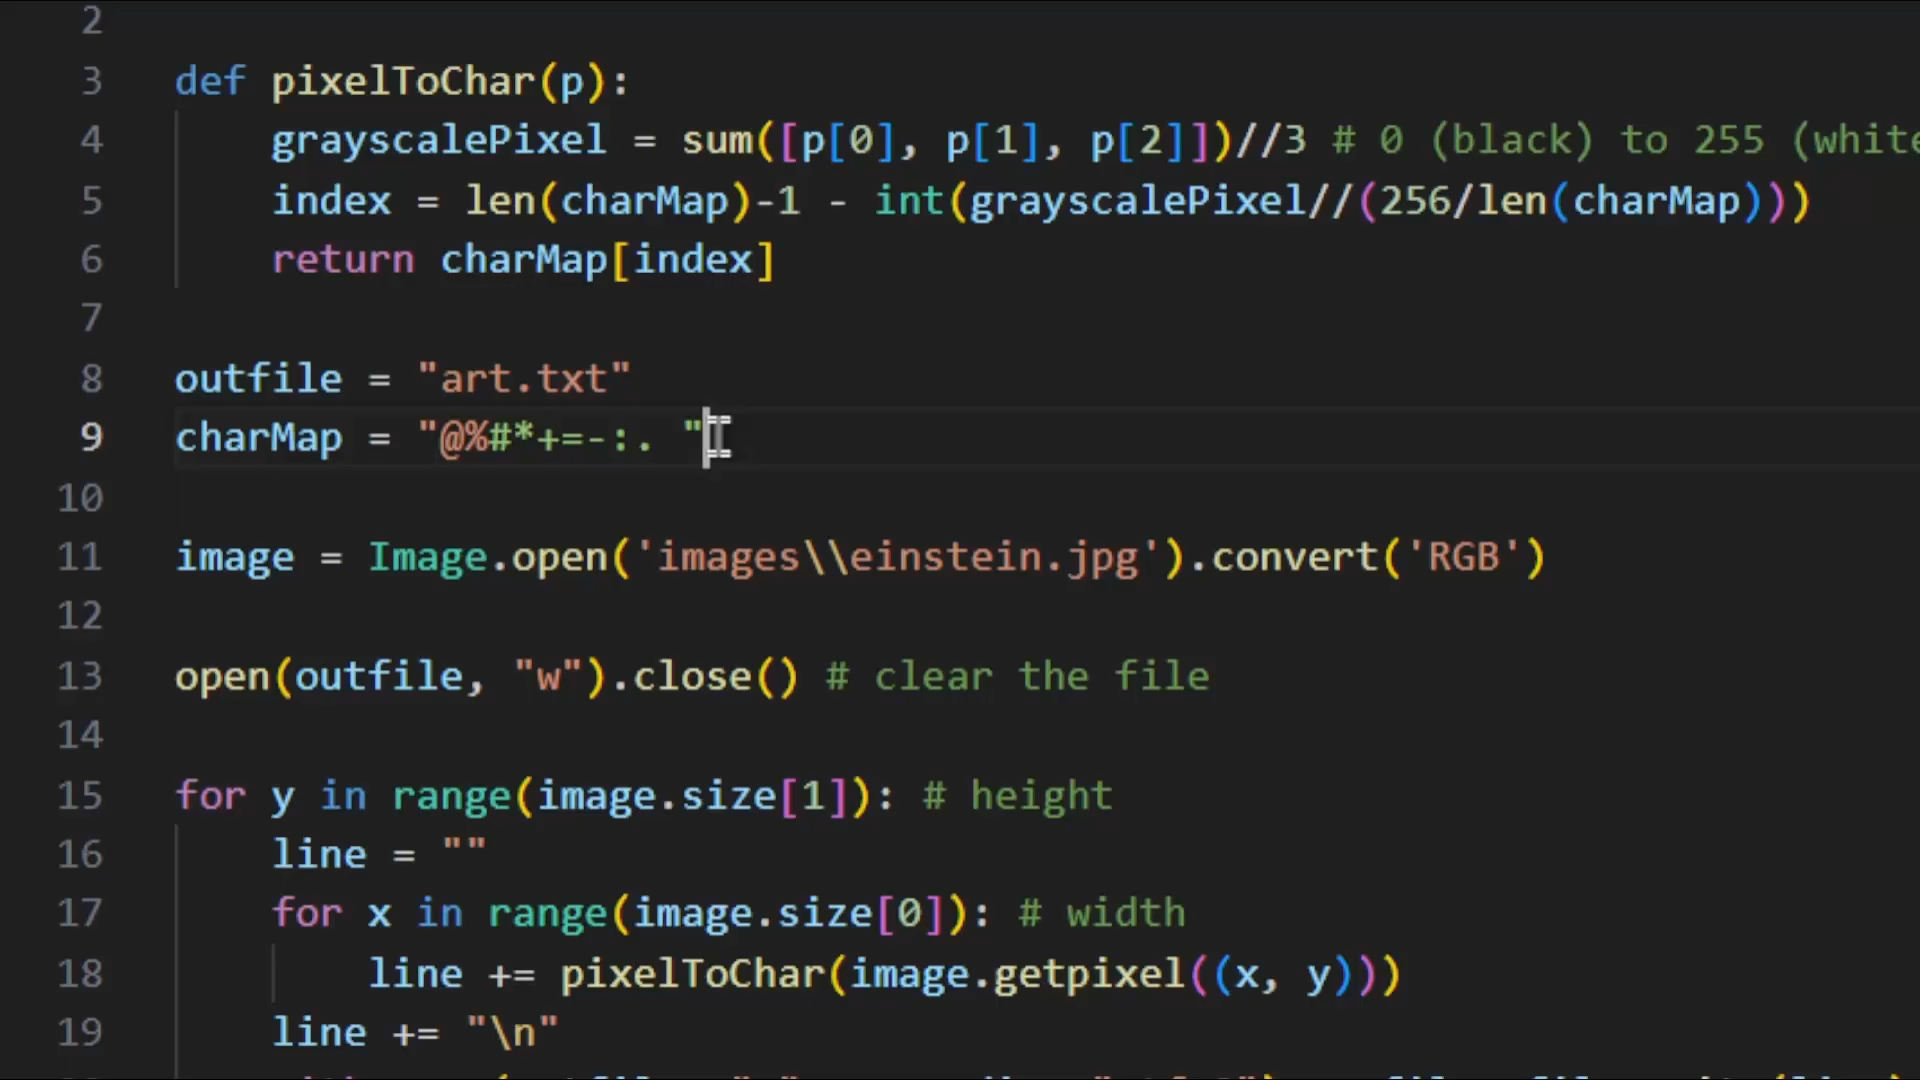 2
3 def pixelToChar(p):
4 grayscalePixel = sum([p[0], p[1], p[2]])//3 # 0 (black) to 255 (white
5 index = len(charMap)-1 - int(grayscalePixel//(256/len(charMap)))
6 return charMap[index]
7
8 outfile = "art.txt"
9 charMap = "@%#*+=-:. "
10
11 image = Image.open('images\\einstein.jpg').convert('RGB')
12
13 open(outfile, "w").close() # clear the file
14
15 for y in range(image.size[1]): # height
16 line = ""
17 for x in range(image.size[0]): # width
18 line += pixelToChar(image.getpixel((x, y)))
19 line += "\n"